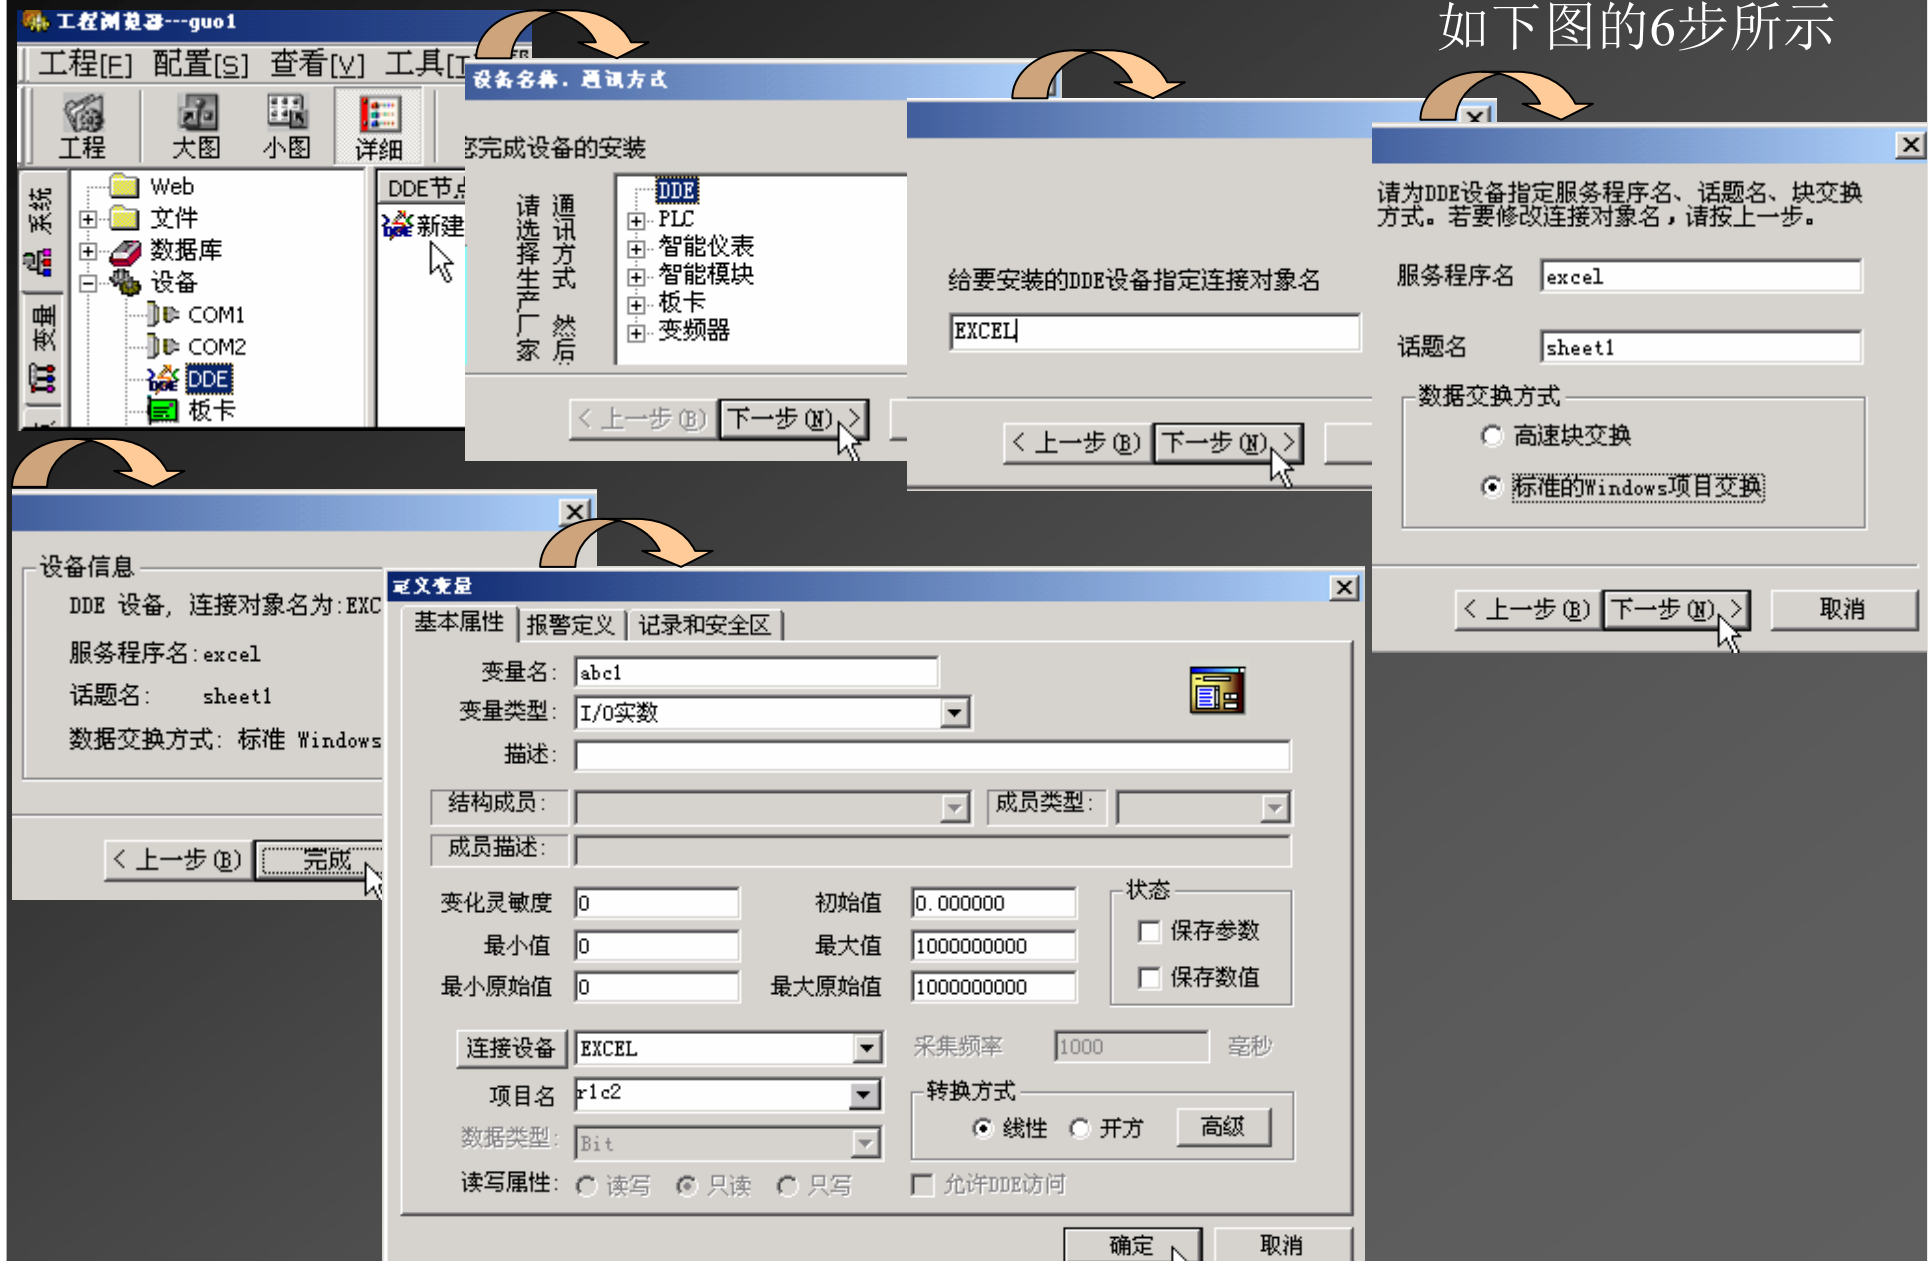 如下图的6步所示
工程浏览器---guo1
工程[E] 配置[S] 查看[V] 工具[T]
工程 大图 小图 详细
系统
变量
Web
文件
数据库
设备
COM1
COM2
DDE
板卡
DDE节点
新建
设备名称、通讯方式
您完成设备的安装
请选择生产厂家
通讯方式 然后
DDE
PLC
智能仪表
智能模块
板卡
变频器
<上一步(B) 下一步(N)>
给要安装的DDE设备指定连接对象名
EXCEL
<上一步(B) 下一步(N)>
请为DDE设备指定服务程序名、话题名、块交换
方式。若要修改连接对象名，请按上一步。
服务程序名 excel
话题名 sheet1
数据交换方式
高速块交换
标准的Windows项目交换
<上一步(B) 下一步(N)> 取消
设备信息
DDE 设备, 连接对象名为:EXC
服务程序名:excel
话题名: sheet1
数据交换方式: 标准 Windows
<上一步(B) 完成
定义变量
基本属性 报警定义 记录和安全区
变量名: abc1
变量类型: I/O实数
描述:
结构成员: 成员类型:
成员描述:
变化灵敏度 0 初始值 0.000000
最小值 0 最大值 1000000000
最小原始值 0 最大原始值 1000000000
状态
保存参数
保存数值
连接设备 EXCEL 采集频率 1000 毫秒
项目名 r1c2
数据类型: Bit
转换方式
线性 开方 高级
读写属性: 读写 只读 只写 允许DDE访问
确定 取消